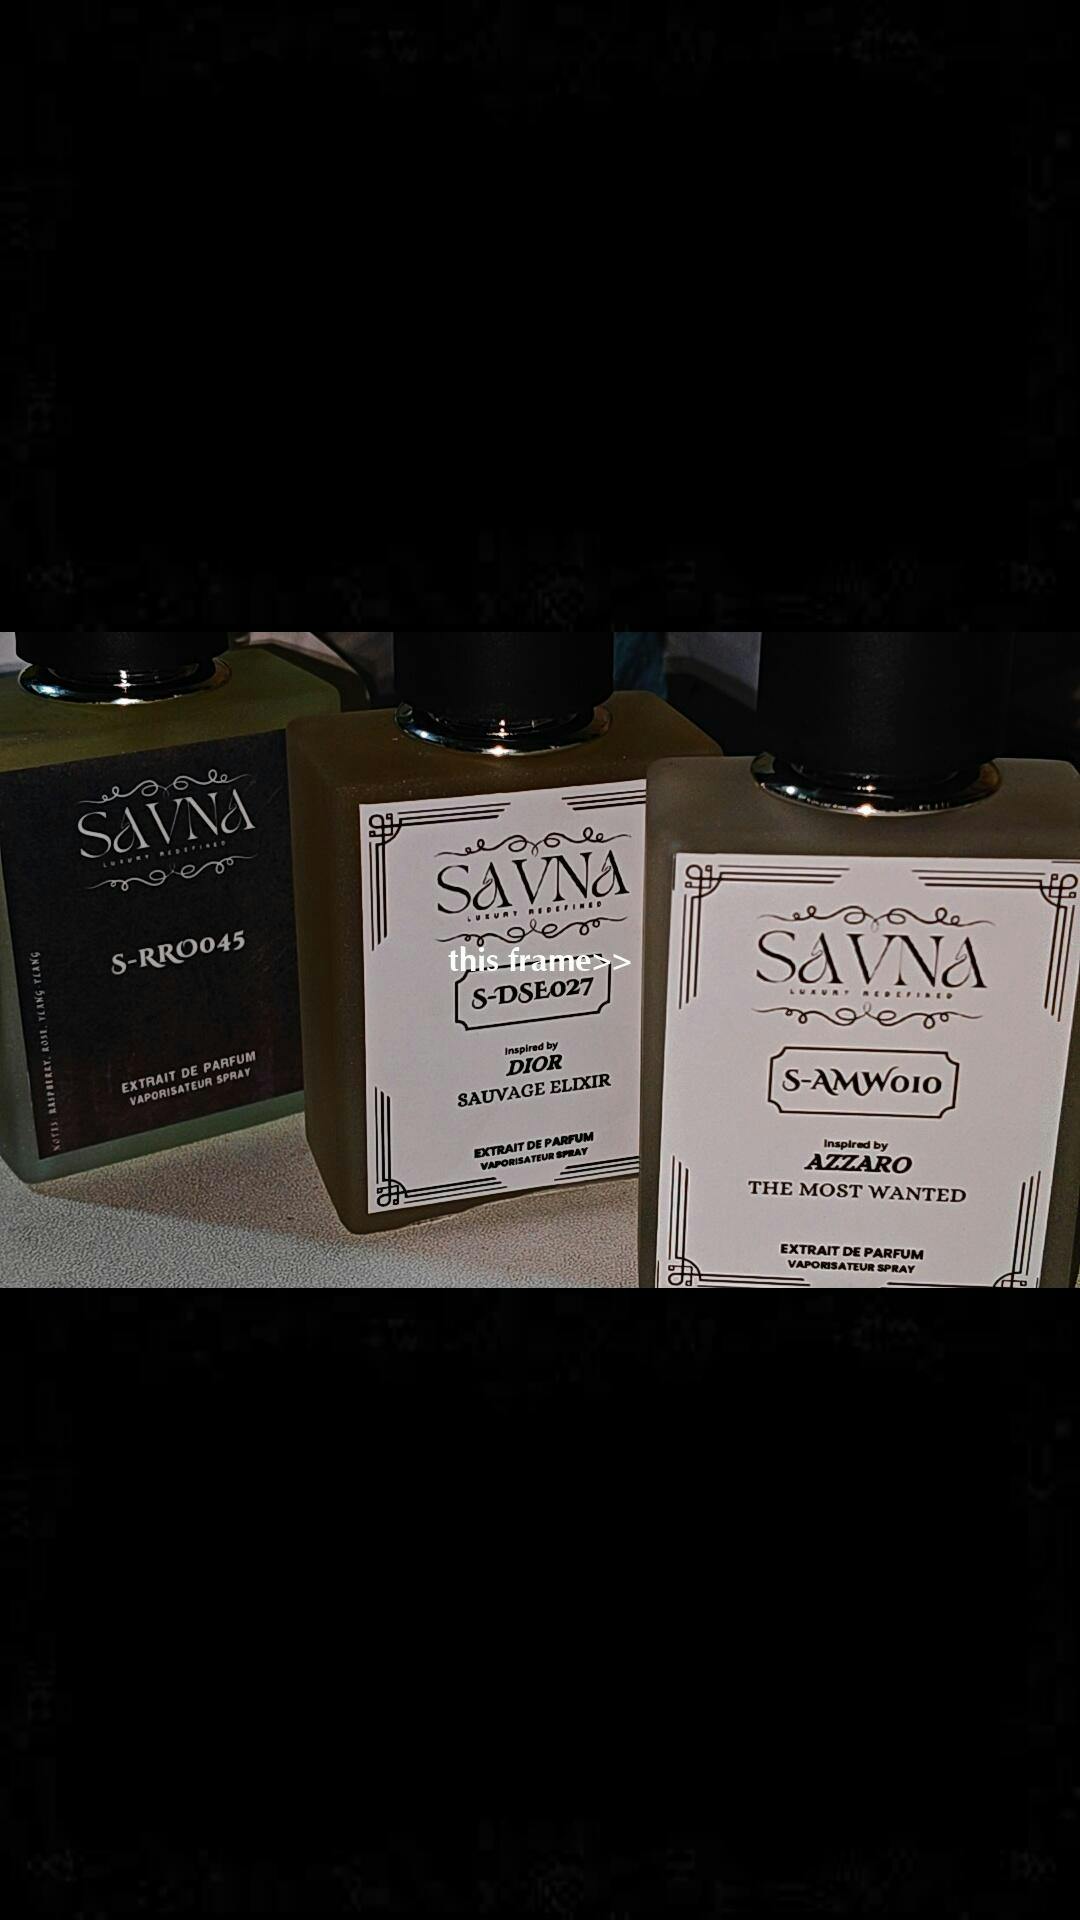 SAVNA
LUXURY REDEFINED
S-RRO045
EXTRAIT DE PARFUM
VAPORISATEUR SPRAY
NOTES: RASPBERRY, ROSE, YLANG-YLANG
SAVNA
LUXURY REDEFINED
this frame>>
S-DSE027
inspired by
DIOR
SAUVAGE ELIXIR
EXTRAIT DE PARFUM
VAPORISATEUR SPRAY
SAVNA
LUXURY REDEFINED
S-AMW010
inspired by
AZZARO
THE MOST WANTED
EXTRAIT DE PARFUM
VAPORISATEUR SPRAY